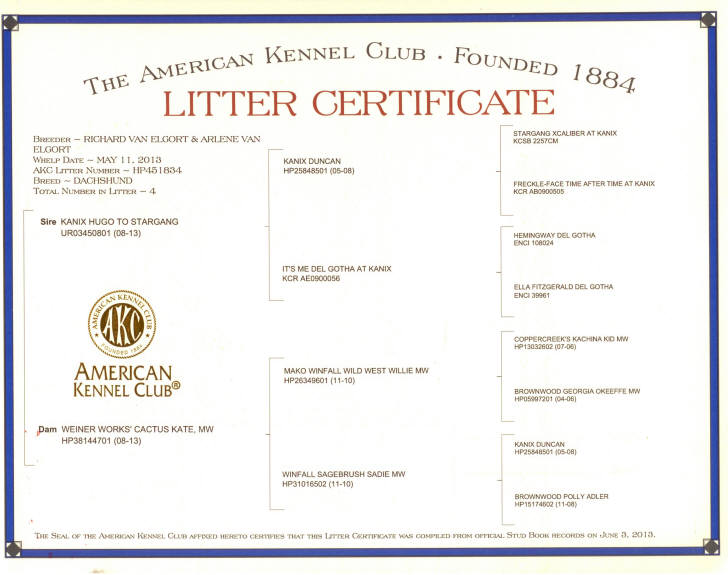 THE AMERICAN KENNEL CLUB • FOUNDED 1884
LITTER CERTIFICATE
BREEDER ~ RICHARD VAN ELGORT & ARLENE VAN
ELGORT
WHELP DATE ~ MAY 11, 2013
AKC LITTER NUMBER ~ HP451834
BREED ~ DACHSHUND
TOTAL NUMBER IN LITTER ~ 4
Sire KANIX HUGO TO STARGANG
UR03450801 (08-13)
AMERICAN KENNEL CLUB
AKC
FOUNDED 1884
AMERICAN
KENNEL CLUB®
Dam WEINER WORKS' CACTUS KATE, MW
HP38144701 (08-13)
KANIX DUNCAN
HP25848501 (05-08)
IT'S ME DEL GOTHA AT KANIX
KCR AE0900056
MAKO WINFALL WILD WEST WILLIE MW
HP26349601 (11-10)
WINFALL SAGEBRUSH SADIE MW
HP31016502 (11-10)
STARGANG XCALIBER AT KANIX
KCSB 2257CM
FRECKLE-FACE TIME AFTER TIME AT KANIX
KCR AB0900505
HEMINGWAY DEL GOTHA
ENCI 108024
ELLA FITZGERALD DEL GOTHA
ENCI 39961
COPPERCREEK'S KACHINA KID MW
HP13032602 (07-06)
BROWNWOOD GEORGIA OKEEFFE MW
HP05997201 (04-06)
KANIX DUNCAN
HP25848501 (05-08)
BROWNWOOD POLLY ADLER
HP15174602 (11-08)
THE SEAL OF THE AMERICAN KENNEL CLUB AFFIXED HERETO CERTIFIES THAT THIS LITTER CERTIFICATE WAS COMPILED FROM OFFICIAL STUD BOOK RECORDS ON JUNE 3, 2013.